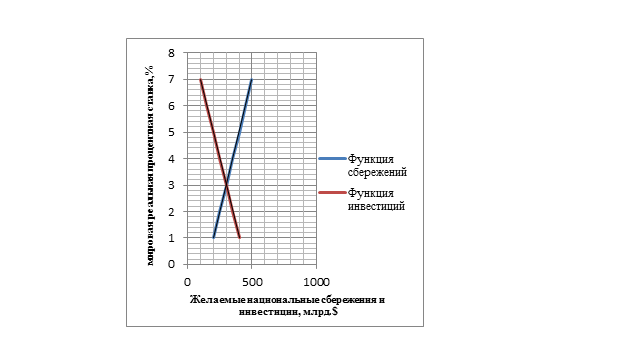 мировая реальная процентная ставка,%
8
7
6
5
4
3
2
1
0
0 500 1000
Желаемые национальные сбережения и
инвестиции, млрд.$
Функция
сбережений
Функция
инвестиций